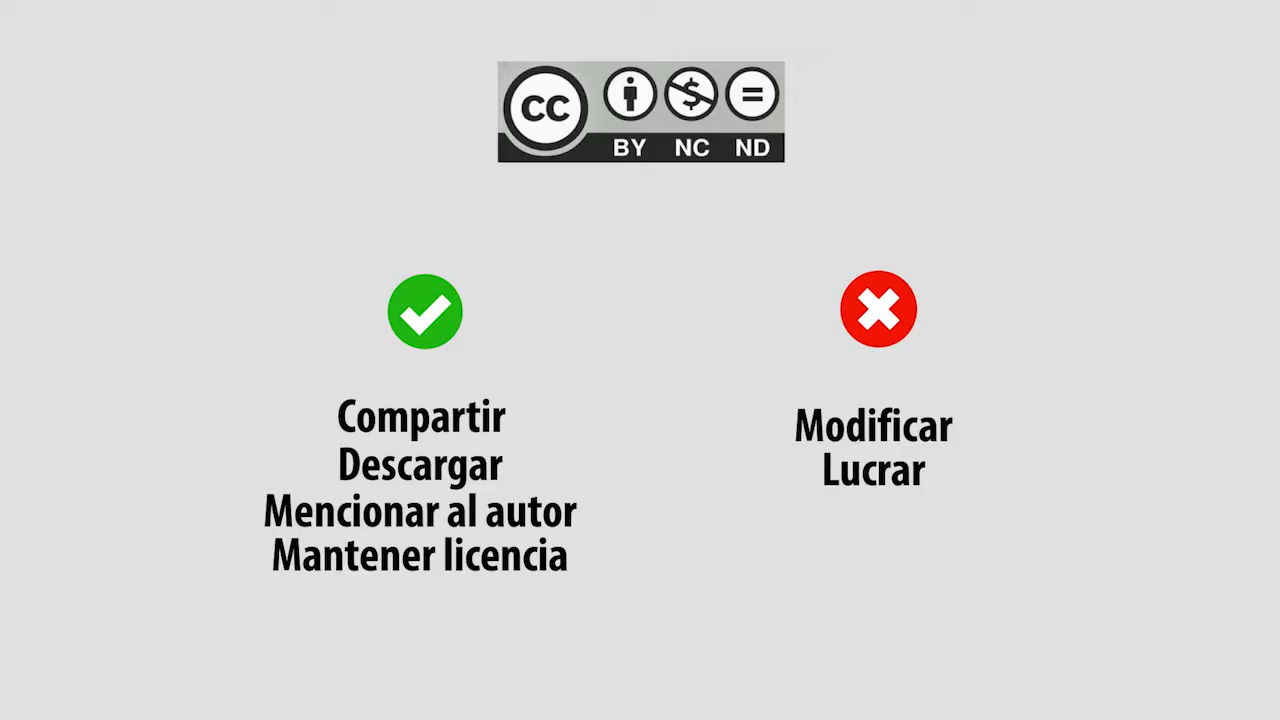 CC
BY NC ND
Compartir
Descargar
Mencionar al autor
Mantener licencia
Modificar
Lucrar